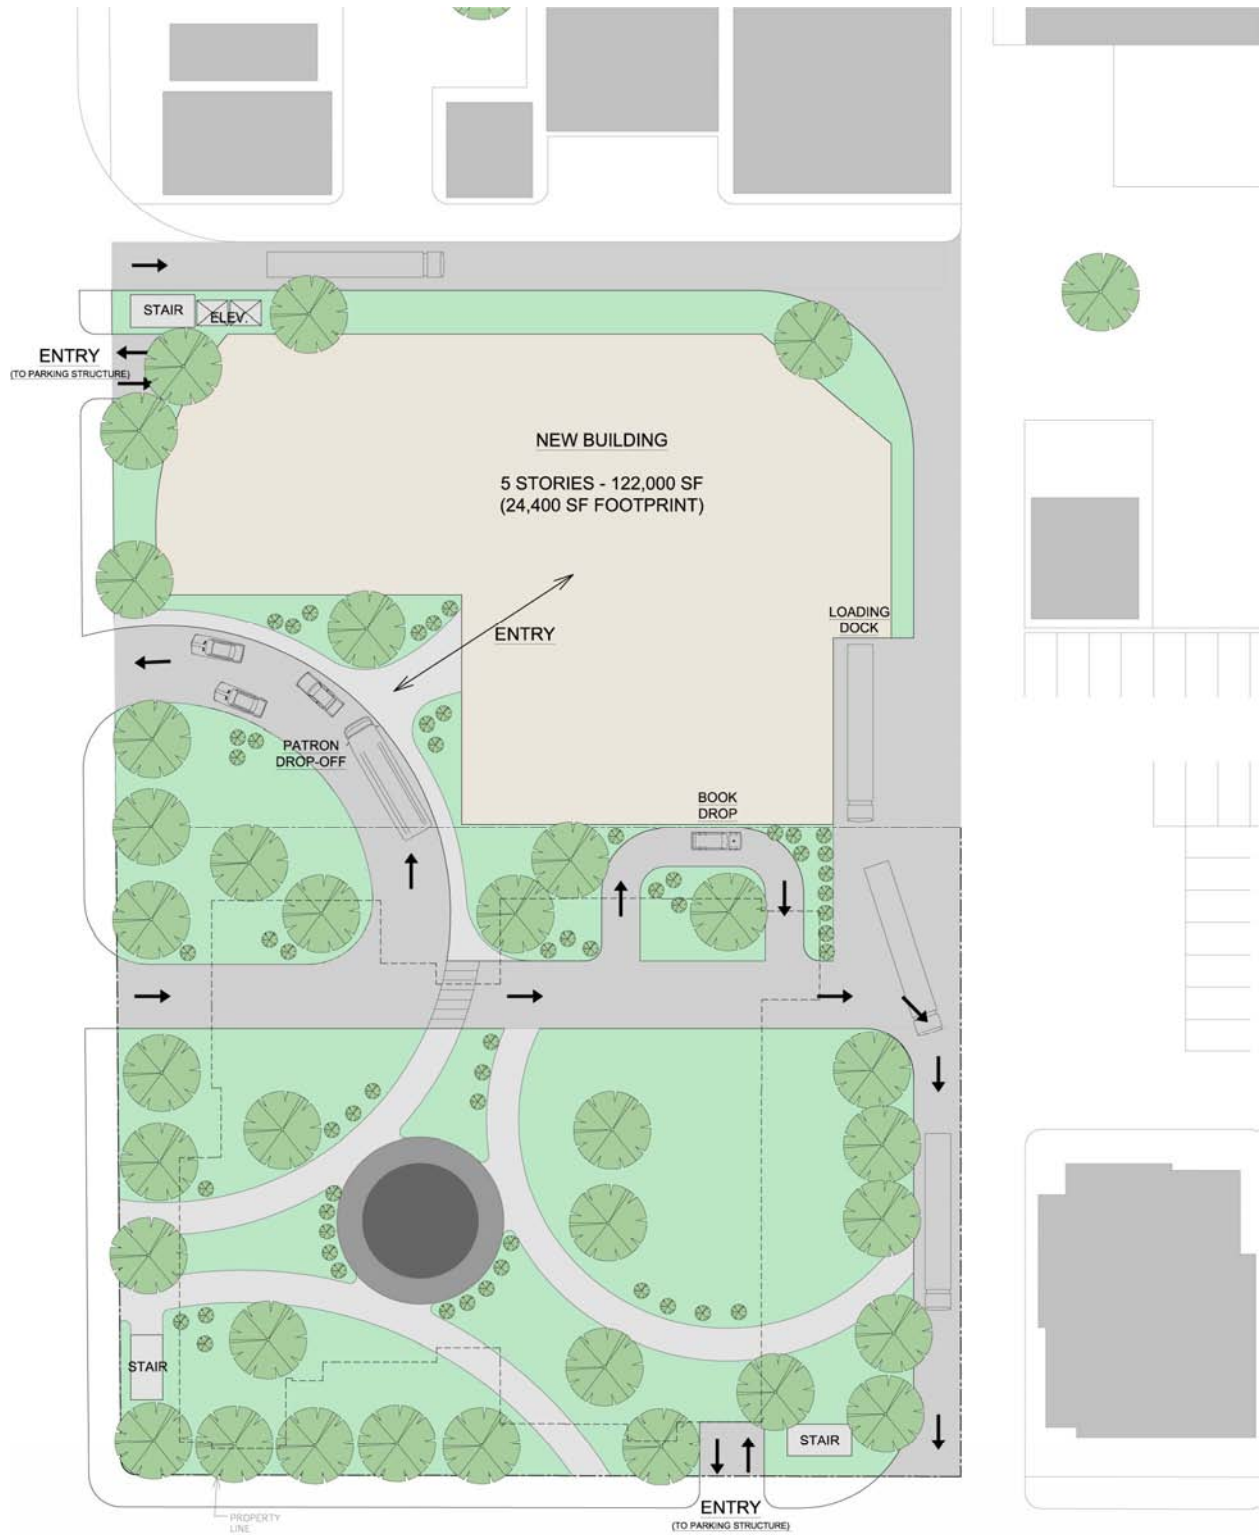 STAIR
ELEV.
ENTRY
(TO PARKING STRUCTURE)
NEW BUILDING
5 STORIES - 122,000 SF
(24,400 SF FOOTPRINT)
LOADING
DOCK
ENTRY
PATRON
DROP-OFF
BOOK
DROP
STAIR
STAIR
ENTRY
(TO PARKING STRUCTURE)
PROPERTY
LINE